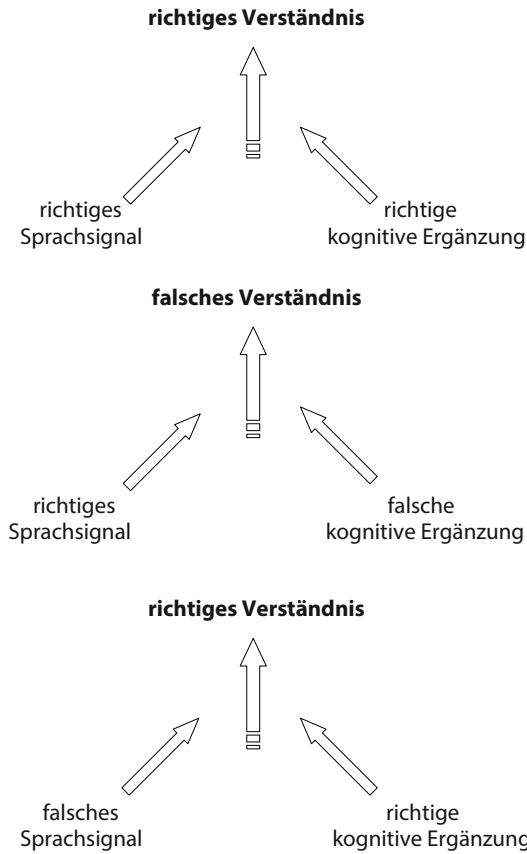 richtiges Verständnis
richtiges
Sprachsignal
richtige
kognitive Ergänzung
falsches Verständnis
richtiges
Sprachsignal
falsche
kognitive Ergänzung
richtiges Verständnis
falsches
Sprachsignal
richtige
kognitive Ergänzung